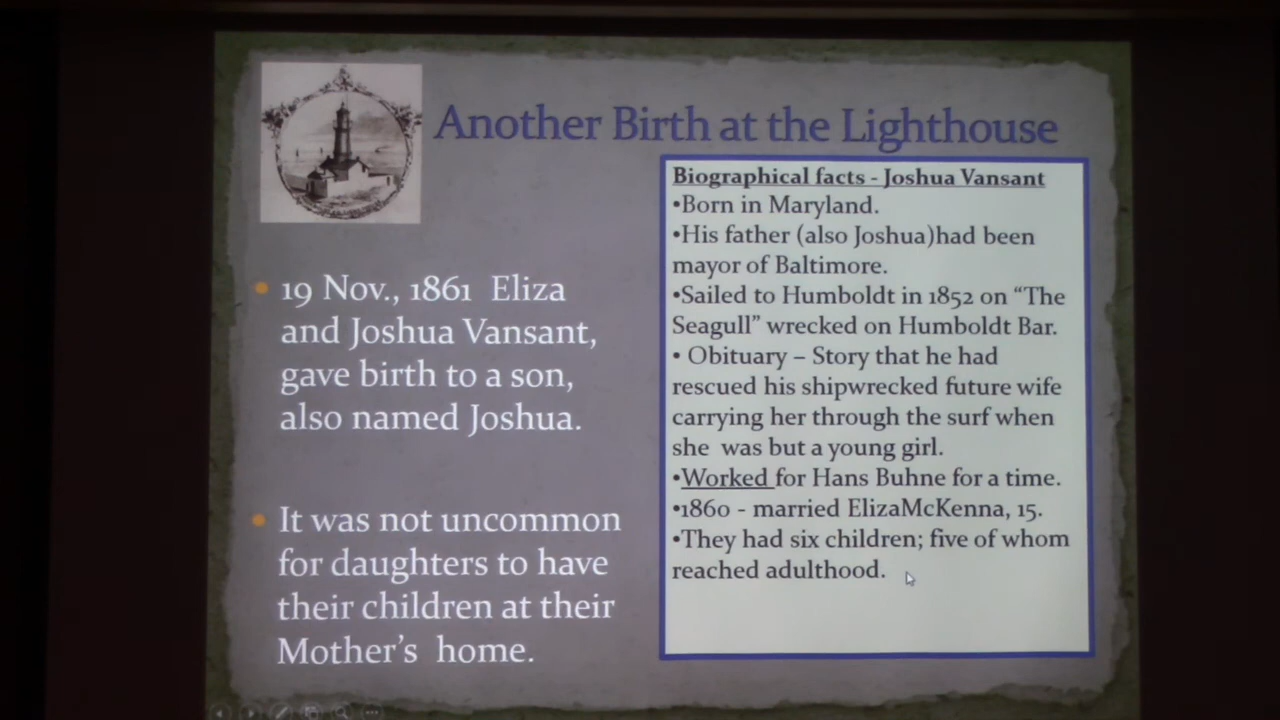 Another Birth at the Lighthouse
• 19 Nov., 1861 Eliza
and Joshua Vansant,
gave birth to a son,
also named Joshua.
• It was not uncommon
for daughters to have
their children at their
Mother's home.
Biographical facts - Joshua Vansant
•Born in Maryland.
•His father (also Joshua)had been
mayor of Baltimore.
•Sailed to Humboldt in 1852 on “The
Seagull” wrecked on Humboldt Bar.
• Obituary – Story that he had
rescued his shipwrecked future wife
carrying her through the surf when
she was but a young girl.
•Worked for Hans Buhne for a time.
•1860 - married ElizaMcKenna, 15.
•They had six children; five of whom
reached adulthood.